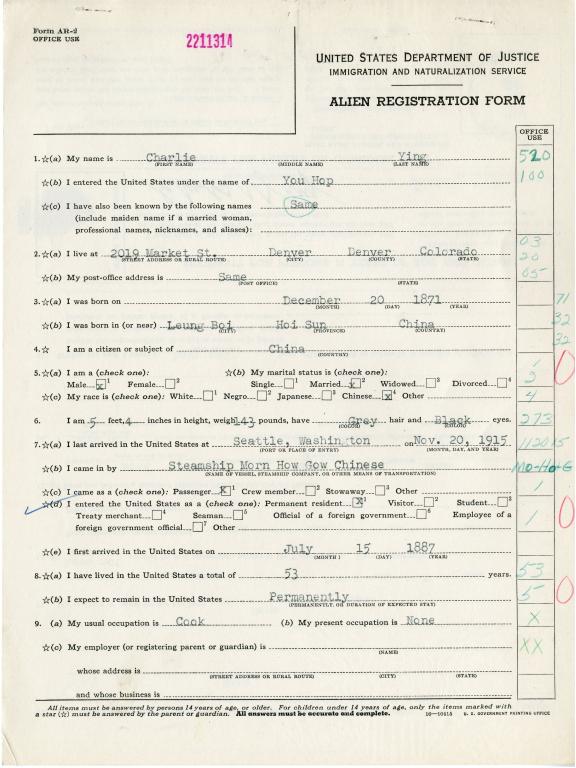 Form AR-2
OFFICE USE
2211314
UNITED STATES DEPARTMENT OF JUSTICE
IMMIGRATION AND NATURALIZATION SERVICE
ALIEN REGISTRATION FORM
OFFICE USE
1. ☆(a) My name is Charlie Ying 520
(FIRST NAME) (MIDDLE NAME) (LAST NAME)
☆(b) I entered the United States under the name of You Hop 100
☆(c) I have also been known by the following names Same
(include maiden name if a married woman,
professional names, nicknames, and aliases):
03
2. ☆(a) I live at 2019 Market St. Denver Denver Colorado 20
(STREET ADDRESS OR RURAL ROUTE) (CITY) (COUNTY) (STATE)
☆(b) My post-office address is Same 05
(POST OFFICE) (STATE)
3. ☆(a) I was born on December 20 1871 71
(MONTH) (DAY) (YEAR)
☆(b) I was born in (or near) Leung Boi Hoi Sun China 32
(CITY) (PROVINCE) (COUNTRY)
4. ☆ I am a citizen or subject of China 32
(COUNTRY)
5. ☆(a) I am a (check one): ☆(b) My marital status is (check one): 1
Male x 1 Female 2 Single 1 Married x 2 Widowed 3 Divorced 4
☆(c) My race is (check one): White 1 Negro 2 Japanese 3 Chinese x 4 Other 4
6. I am 5 feet, 4 inches in height, weigh 143 pounds, have Grey hair and Black eyes. 273
(COLOR) (COLOR)
7. ☆(a) I last arrived in the United States at Seattle, Washington on Nov. 20, 1915 112015
(PORT OR PLACE OF ENTRY) (MONTH, DAY, AND YEAR)
☆(b) I came in by Steamship Morn How Gow Chinese Mo-Ho-G
(NAME OF VESSEL, STEAMSHIP COMPANY, OR OTHER MEANS OF TRANSPORTATION)
☆(c) I came as a (check one): Passenger x 1 Crew member 2 Stowaway 3 Other 1
☆(d) I entered the United States as a (check one): Permanent resident x 1 Visitor 2 Student 3
Treaty merchant 4 Seaman 5 Official of a foreign government 6 Employee of a 1 0
foreign government official 7 Other
☆(e) I first arrived in the United States on July 15 1887
(MONTH) (DAY) (YEAR)
8. ☆(a) I have lived in the United States a total of 53 years. 53
☆(b) I expect to remain in the United States Permanently 5 0
(PERMANENTLY, OR DURATION OF EXPECTED STAY)
9. (a) My usual occupation is Cook (b) My present occupation is None X
☆(c) My employer (or registering parent or guardian) is XX
(NAME)
whose address is
(STREET ADDRESS OR RURAL ROUTE) (CITY) (STATE)
and whose business is
All items must be answered by persons 14 years of age, or older. For children under 14 years of age, only the items marked with
a star (☆) must be answered by the parent or guardian. All answers must be accurate and complete. 16—10615 U. S. GOVERNMENT PRINTING OFFICE